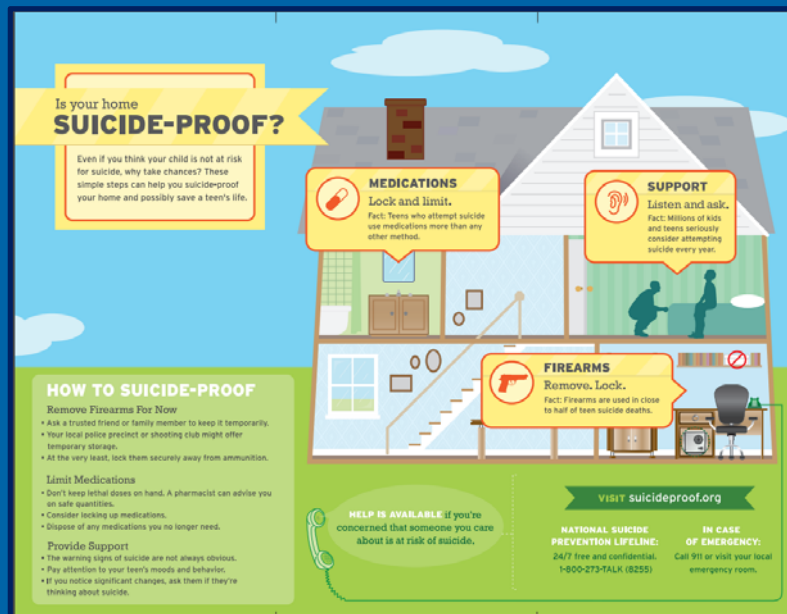 Is your home
SUICIDE-PROOF?
Even if you think your child is not at risk
for suicide, why take chances? These
simple steps can help you suicide-proof
your home and possibly save a teen's life.
MEDICATIONS
Lock and limit.
Fact: Teens who attempt suicide
use medications more than any
other method.
SUPPORT
Listen and ask.
Fact: Millions of kids
and teens seriously
consider attempting
suicide every year.
FIREARMS
Remove. Lock.
Fact: Firearms are used in close
to half of teen suicide deaths.
HOW TO SUICIDE-PROOF
Remove Firearms For Now
• Ask a trusted friend or family member to keep it temporarily.
• Your local police precinct or shooting club might offer
temporary storage.
• At the very least, lock them securely away from ammunition.
Limit Medications
• Don't keep lethal doses on hand. A pharmacist can advise you
on safe quantities.
• Consider locking up medications.
• Dispose of any medications you no longer need.
Provide Support
• The warning signs of suicide are not always obvious.
• Pay attention to your teen's moods and behavior.
• If you notice significant changes, ask them if they're
thinking about suicide.
HELP IS AVAILABLE if you're
concerned that someone you care
about is at risk of suicide.
VISIT suicideproof.org
NATIONAL SUICIDE
PREVENTION LIFELINE:
24/7 free and confidential.
1-800-273-TALK (8255)
IN CASE
OF EMERGENCY:
Call 911 or visit your local
emergency room.